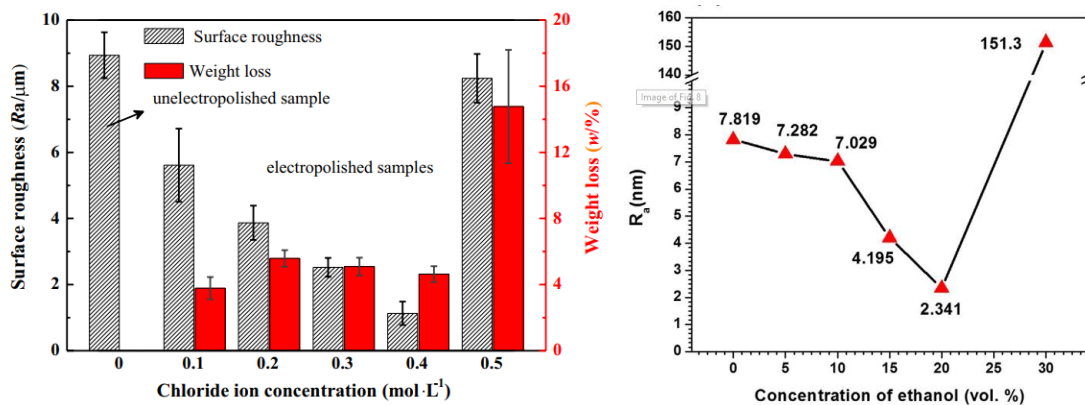 Surface roughness
Weight loss
unelectropolished sample
electropolished samples
Surface roughness (Ra/μm)
10
8
6
4
2
0
Weight loss (w/%)
20
16
12
8
4
0
0 0.1 0.2 0.3 0.4 0.5
Chloride ion concentration (mol·L⁻¹)
Rₐ(nm)
160
150
9
8
7
6
5
4
3
2
1
0
Image of Fig. 8
7.819
7.282
7.029
4.195
2.341
151.3
0 5 10 15 20 25 30
Concentration of ethanol (vol. %)